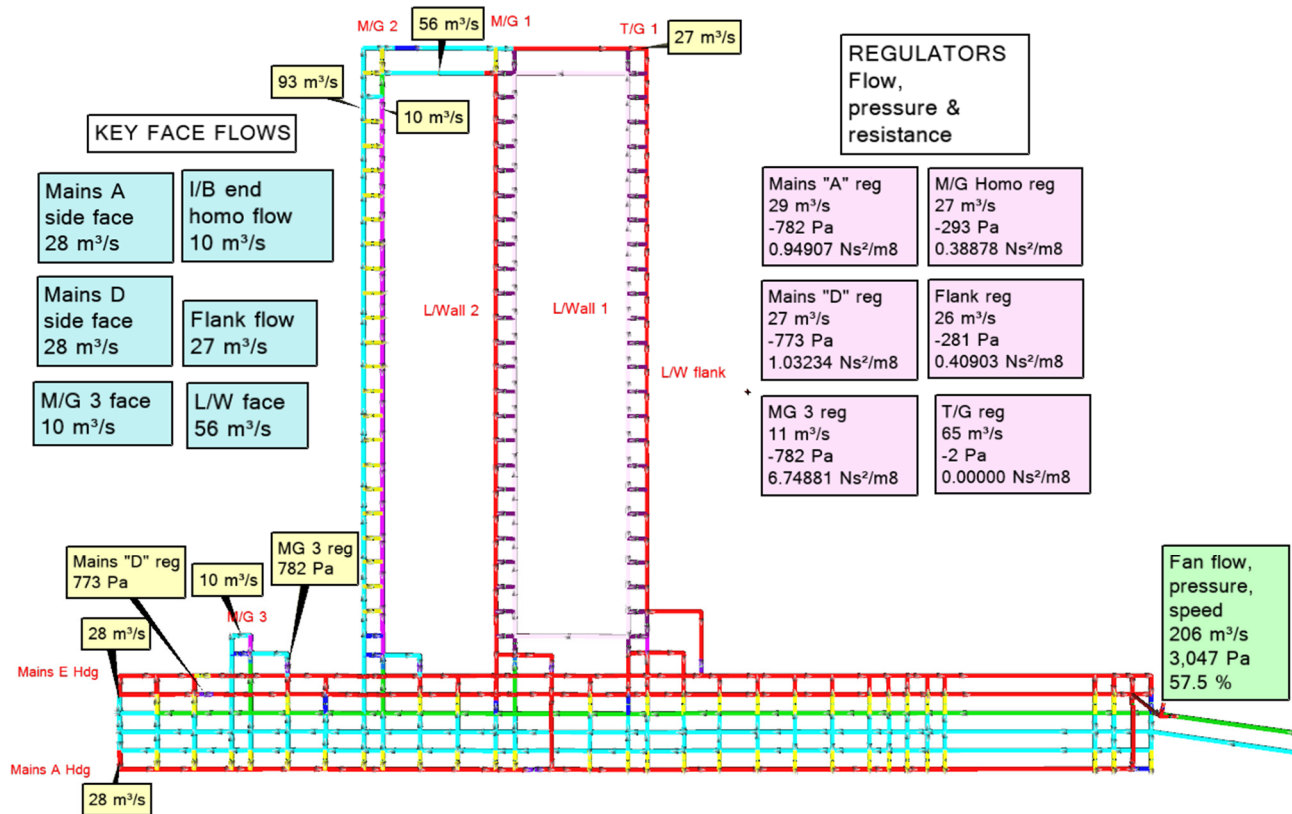 M/G 2
56 m³/s
M/G 1
T/G 1
27 m³/s
REGULATORS
Flow,
pressure &
resistance
93 m³/s
10 m³/s
KEY FACE FLOWS
Mains A
side face
28 m³/s
I/B end
homo flow
10 m³/s
Mains D
side face
28 m³/s
Flank flow
27 m³/s
M/G 3 face
10 m³/s
L/W face
56 m³/s
L/Wall 2
L/Wall 1
L/W flank
Mains "A" reg
29 m³/s
-782 Pa
0.94907 Ns²/m8
M/G Homo reg
27 m³/s
-293 Pa
0.38878 Ns²/m8
Mains "D" reg
27 m³/s
-773 Pa
1.03234 Ns²/m8
Flank reg
26 m³/s
-281 Pa
0.40903 Ns²/m8
MG 3 reg
11 m³/s
-782 Pa
6.74881 Ns²/m8
T/G reg
65 m³/s
-2 Pa
0.00000 Ns²/m8
Mains "D" reg
773 Pa
10 m³/s
MG 3 reg
782 Pa
M/G 3
28 m³/s
Mains E Hdg
Mains A Hdg
28 m³/s
Fan flow,
pressure,
speed
206 m³/s
3,047 Pa
57.5 %